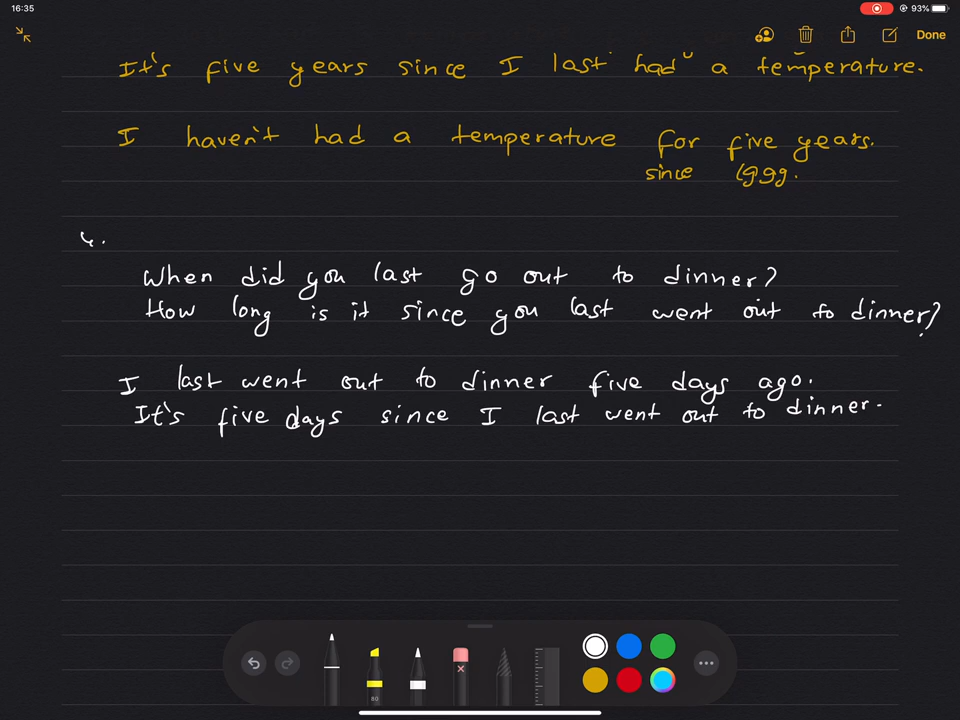 16:35
93%
Done
It's five years since I last had a temperature.
I haven't had a temperature for five years.
since 1999.
4.
When did you last go out to dinner?
How long is it since you last went out to dinner?
I last went out to dinner five days ago.
It's five days since I last went out to dinner.
80